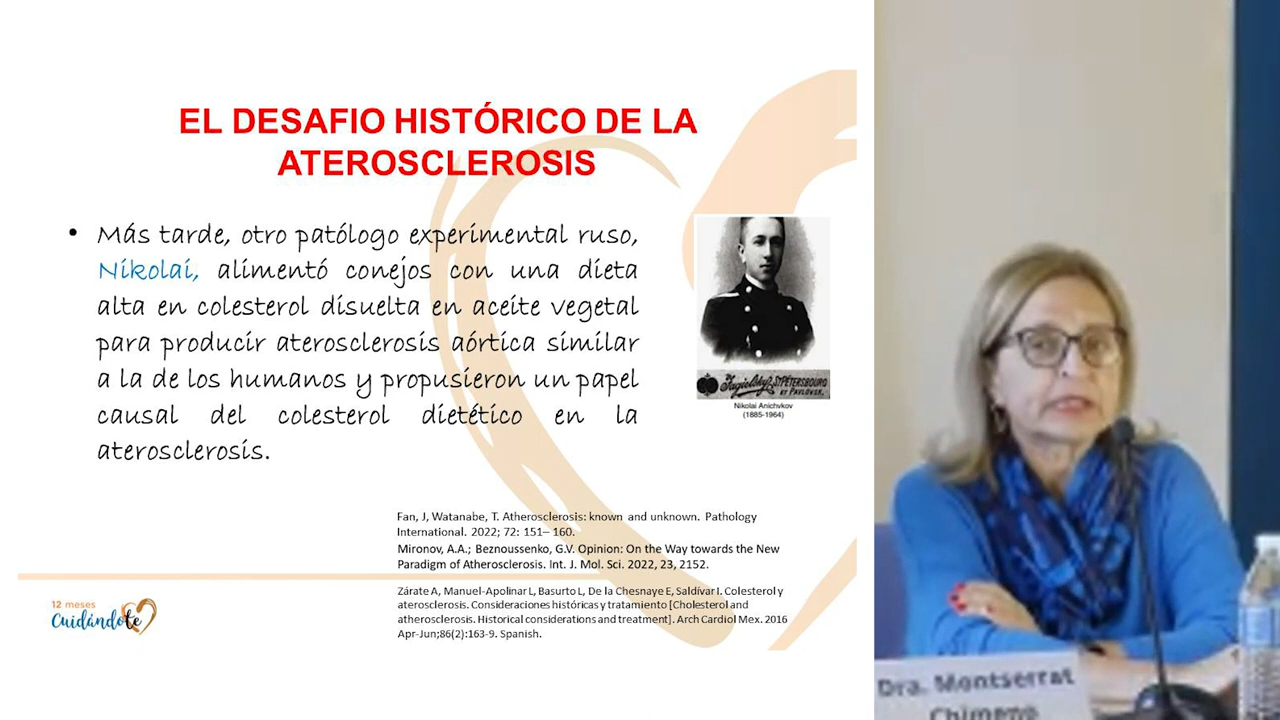 EL DESAFIO HISTÓRICO DE LA
ATEROSCLEROSIS
• Más tarde, otro patólogo experimental ruso,
Nikolai, alimentó conejos con una dieta
alta en colesterol disuelta en aceite vegetal
para producir aterosclerosis aórtica similar
a la de los humanos y propusieron un papel
causal del colesterol dietético en la
aterosclerosis.
ST PÉTERSBOURG
Nikolai Anichvkov
(1885-1964)
Fan, J, Watanabe, T. Atherosclerosis: known and unknown. Pathology
International. 2022; 72: 151– 160.
Mironov, A.A.; Beznoussenko, G.V. Opinion: On the Way towards the New
Paradigm of Atherosclerosis. Int. J. Mol. Sci. 2022, 23, 2152.
Zárate A, Manuel-Apolinar L, Basurto L, De la Chesnaye E, Saldívar I. Colesterol y
aterosclerosis. Consideraciones históricas y tratamiento [Cholesterol and
atherosclerosis. Historical considerations and treatment]. Arch Cardiol Mex. 2016
Apr-Jun;86(2):163-9. Spanish.
12 meses
Cuidándote
Dra. Montserrat
Chimeno